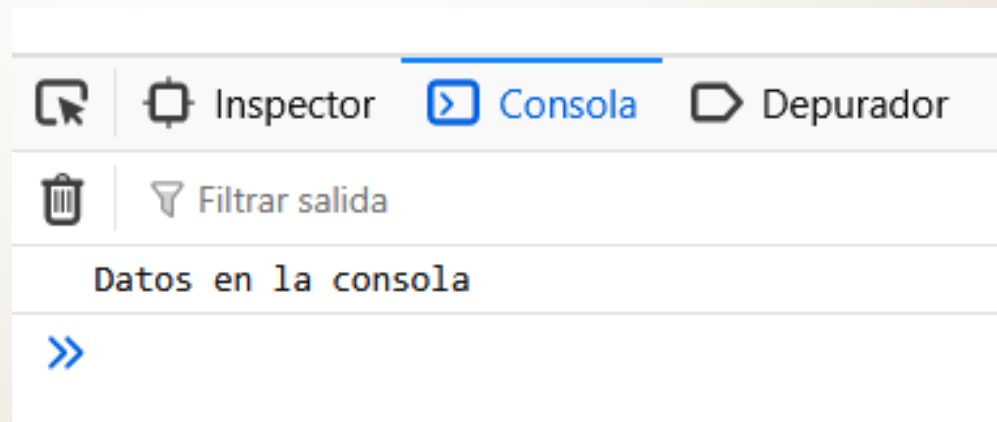 Inspector Consola Depurador
Filtrar salida
Datos en la consola